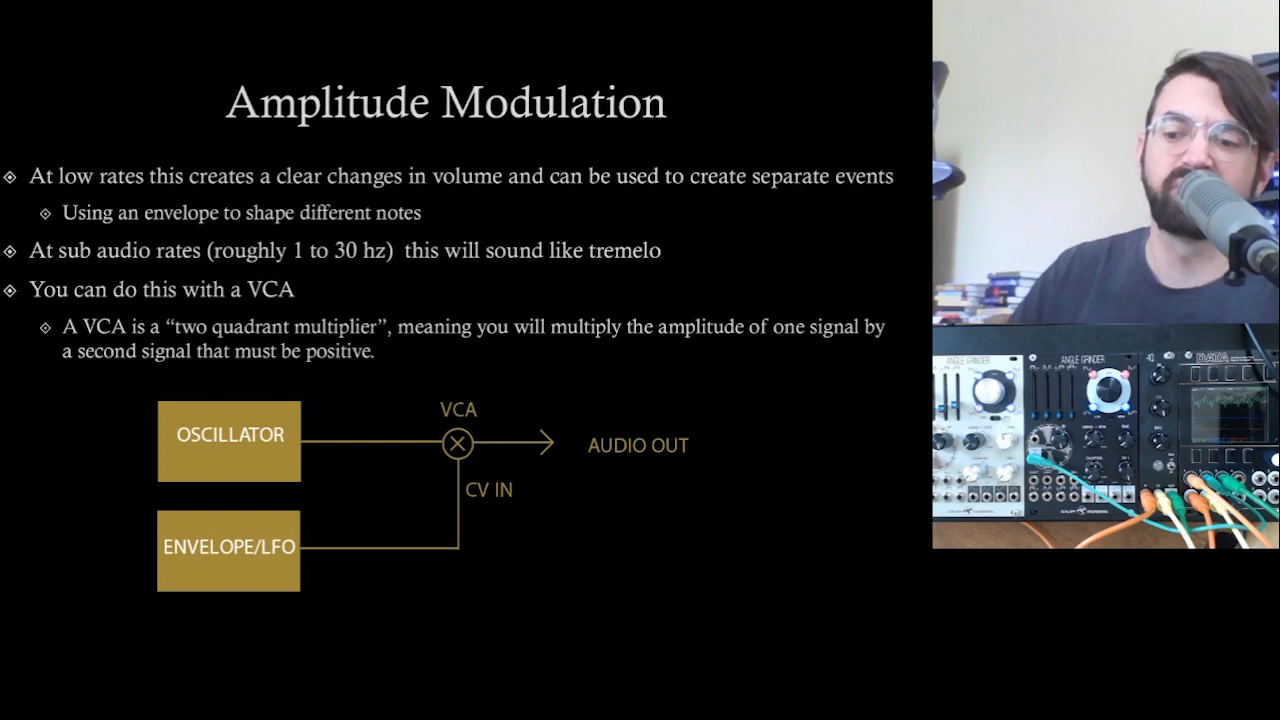 Amplitude Modulation
At low rates this creates a clear changes in volume and can be used to create separate events
Using an envelope to shape different notes
At sub audio rates (roughly 1 to 30 hz)  this will sound like tremelo
You can do this with a VCA
A VCA is a “two quadrant multiplier”, meaning you will multiply the amplitude of one signal by
a second signal that must be positive.
VCA
OSCILLATOR
AUDIO OUT
CV IN
ENVELOPE/LFO
ANGLE GRINDER
ANGLE GRINDER
DATA